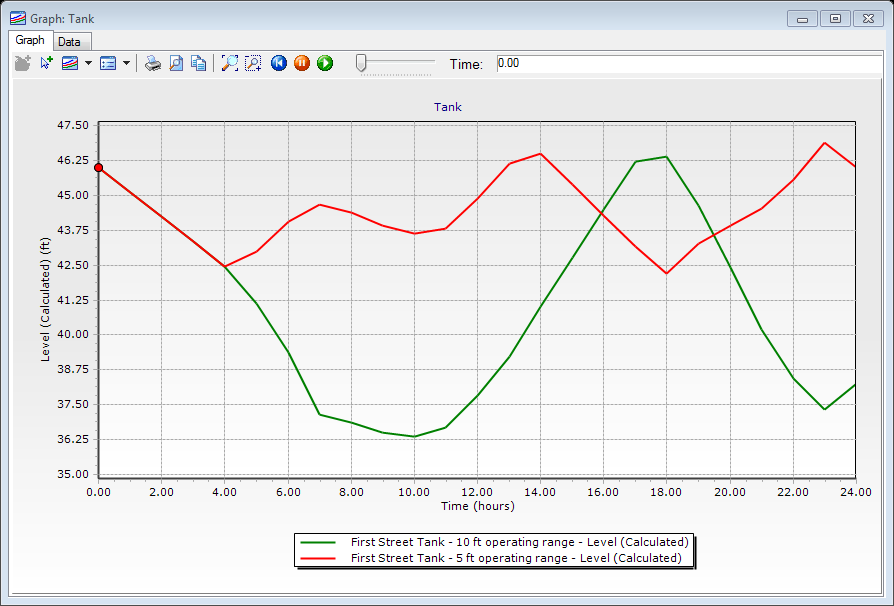 Graph: Tank
Graph Data
Time: 0.00
Tank
47.50
46.25
45.00
43.75
42.50
41.25
40.00
38.75
37.50
36.25
35.00
Level (Calculated) (ft)
0.00 2.00 4.00 6.00 8.00 10.00 12.00 14.00 16.00 18.00 20.00 22.00 24.00
Time (hours)
First Street Tank - 10 ft operating range - Level (Calculated)
First Street Tank - 5 ft operating range - Level (Calculated)